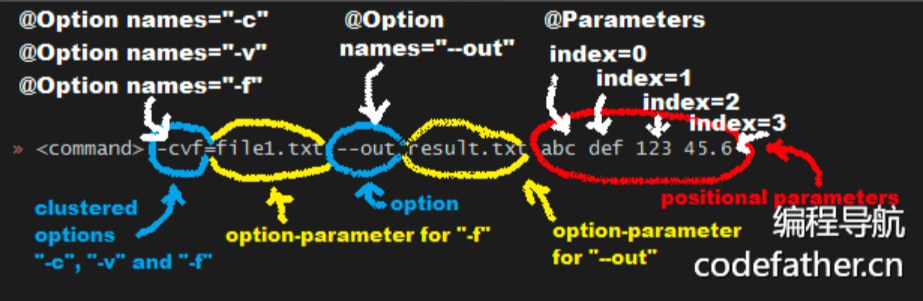 @Option names="-c"
@Option names="-v"
@Option names="-f"
@Option
names="--out"
@Parameters
index=0
index=1
index=2
index=3
» <command> -cvf=file1.txt --out result.txt abc def 123 45.6
clustered
options
"-c", "-v" and "-f"
option-parameter for "-f"
option
option-parameter
for "--out"
positional parameters
编程导航
codefather.cn